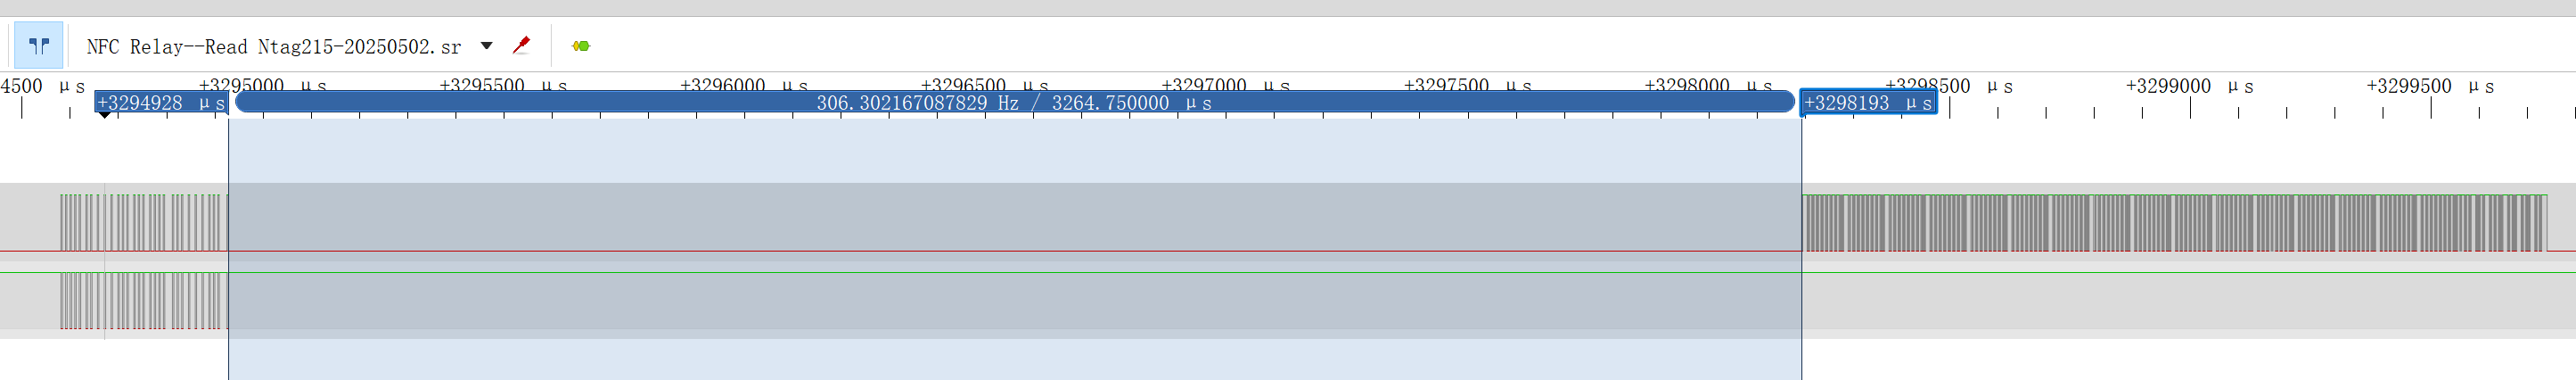 NFC Relay--Read Ntag215-20250502.sr
4500 μs +3295000 μs +3295500 μs +3296000 μs +3296500 μs +3297000 μs +3297500 μs +3298000 μs +3298500 μs +3299000 μs +3299500 μs
+3294928 μs 306.302167087829 Hz / 3264.750000 μs +3298193 μs